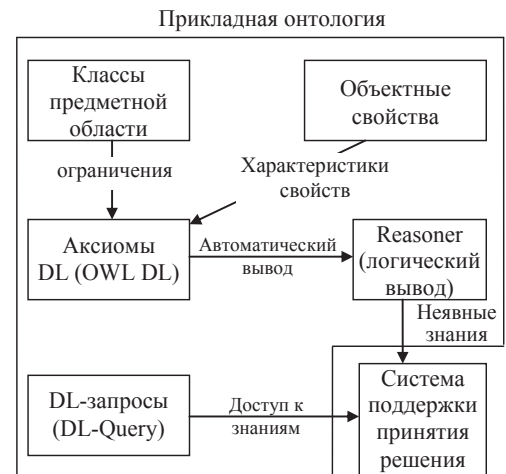 Прикладная онтология
Классы
предметной
области
Объектные
свойства
ограничения
Характеристики
свойств
Аксиомы
DL (OWL DL)
Автоматический
вывод
Reasoner
(логический
вывод)
Неявные
знания
DL-запросы
(DL-Query)
Доступ к
знаниям
Система
поддержки
принятия
решения